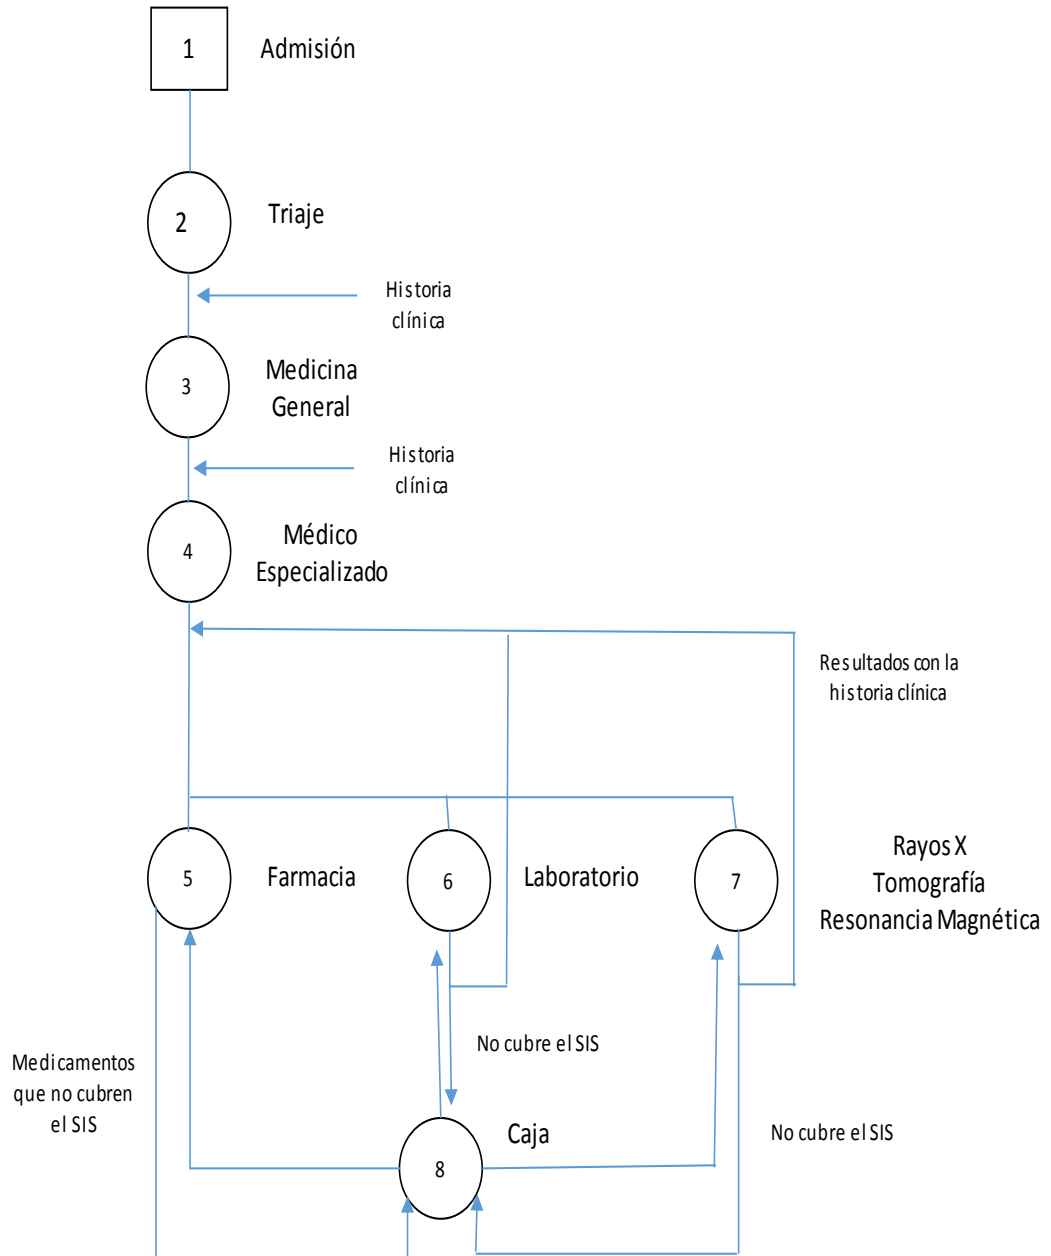 1
Admisión
2
Triaje
Historia
clínica
3
Medicina
General
Historia
clínica
4
Médico
Especializado
Resultados con la
historia clínica
5
Farmacia
6
Laboratorio
7
Rayos X
Tomografía
Resonancia Magnética
No cubre el SIS
Medicamentos
que no cubren
el SIS
Caja
8
No cubre el SIS